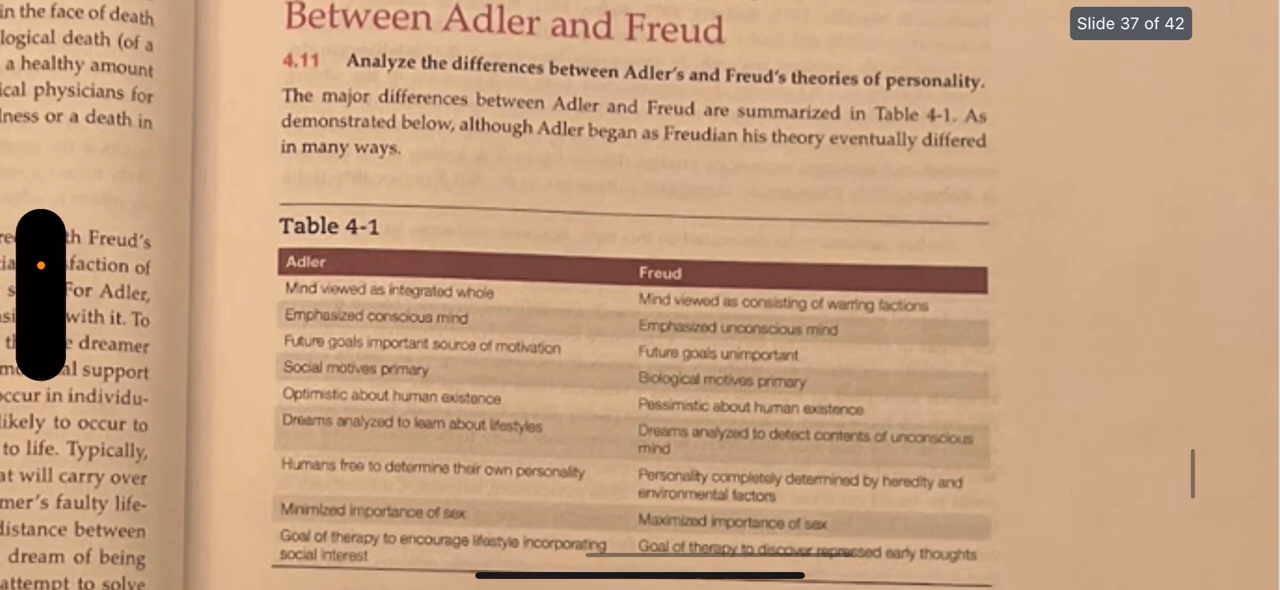 in the face of death
logical death (of a
a healthy amount
ical physicians for
lness or a death in
th Freud's
sfaction of
For Adler,
with it. To
e dreamer
al support
occur in individu-
likely to occur to
to life. Typically,
at will carry over
mer's faulty life-
distance between
dream of being
attempt to solve
Between Adler and Freud
4.11 Analyze the differences between Adler's and Freud's theories of personality.
The major differences between Adler and Freud are summarized in Table 4-1. As
demonstrated below, although Adler began as Freudian his theory eventually differed
in many ways.
Table 4-1
Adler Freud
Mind viewed as integrated whole Mind viewed as consisting of warring factions
Emphasized conscious mind Emphasized unconscious mind
Future goals important source of motivation Future goals unimportant
Social motives primary Biological motives primary
Optimistic about human existence Pessimistic about human existence
Dreams analyzed to learn about lifestyles Dreams analyzed to detect contents of unconscious
mind
Humans free to determine their own personality Personality completely determined by heredity and
environmental factors
Minimized importance of sex Maximized importance of sex
Goal of therapy to encourage lifestyle incorporating Goal of therapy to discover repressed early thoughts
social interest
Slide 37 of 42